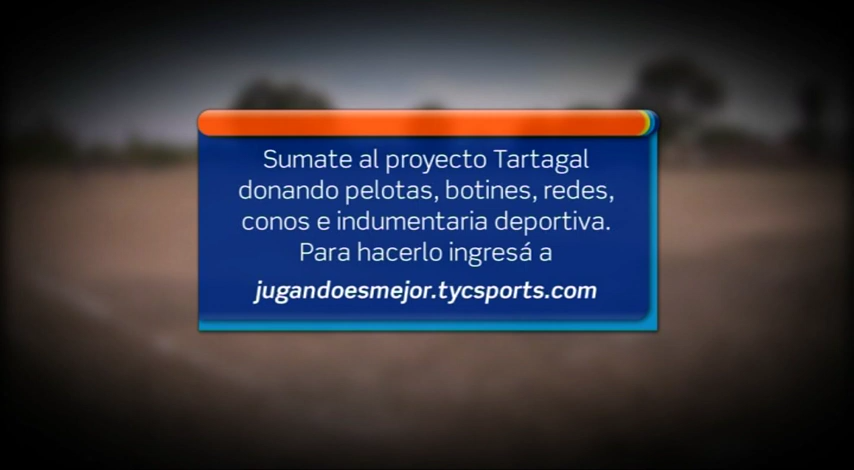 Sumate al proyecto Tartagal
donando pelotas, botines, redes,
conos e indumentaria deportiva.
Para hacerlo ingresá a
jugandoesmejor.tycsports.com